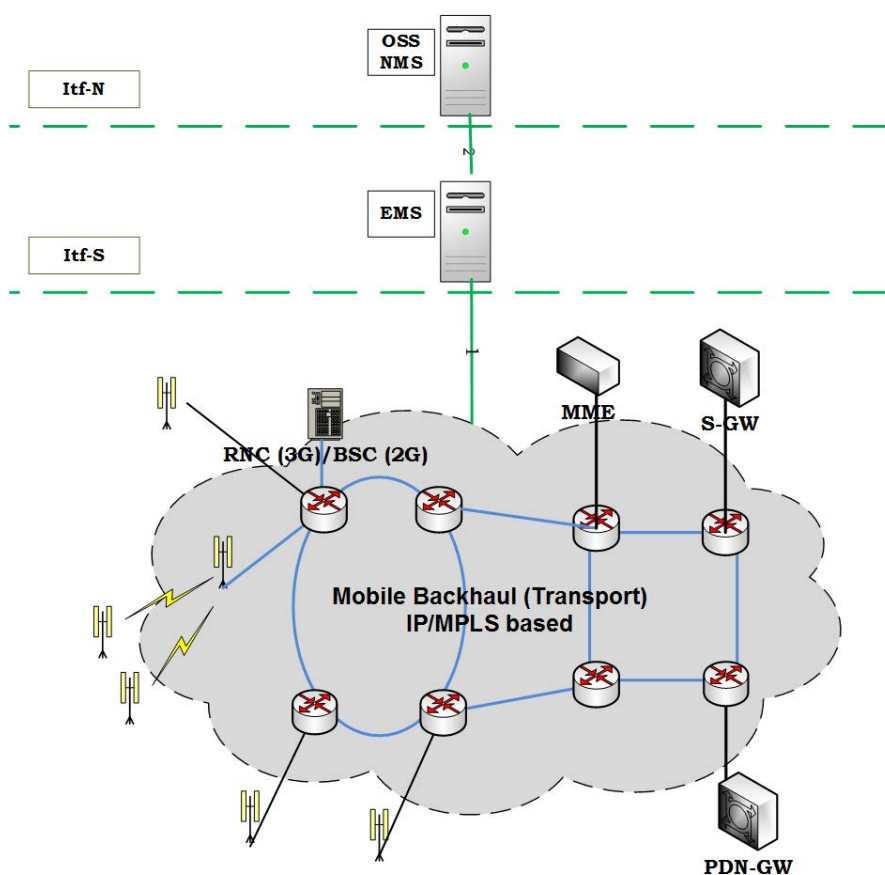 OSS
NMS
Itf-N
2
EMS
Itf-S
1
MME
S-GW
RNC (3G)/BSC (2G)
Mobile Backhaul (Transport)
IP/MPLS based
PDN-GW